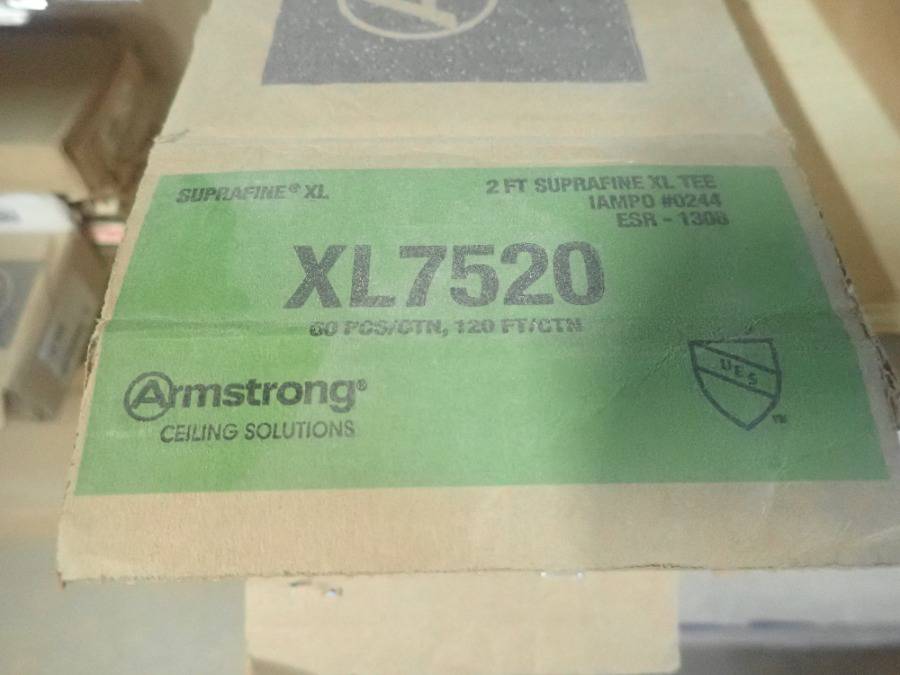 SUPRAFINE® XL
2 FT SUPRAFINE XL TEE
IAMPO #0244
ESR - 1308
XL7520
60 PCS/CTN, 120 FT/CTN
Armstrong®
CEILING SOLUTIONS
UES
TM